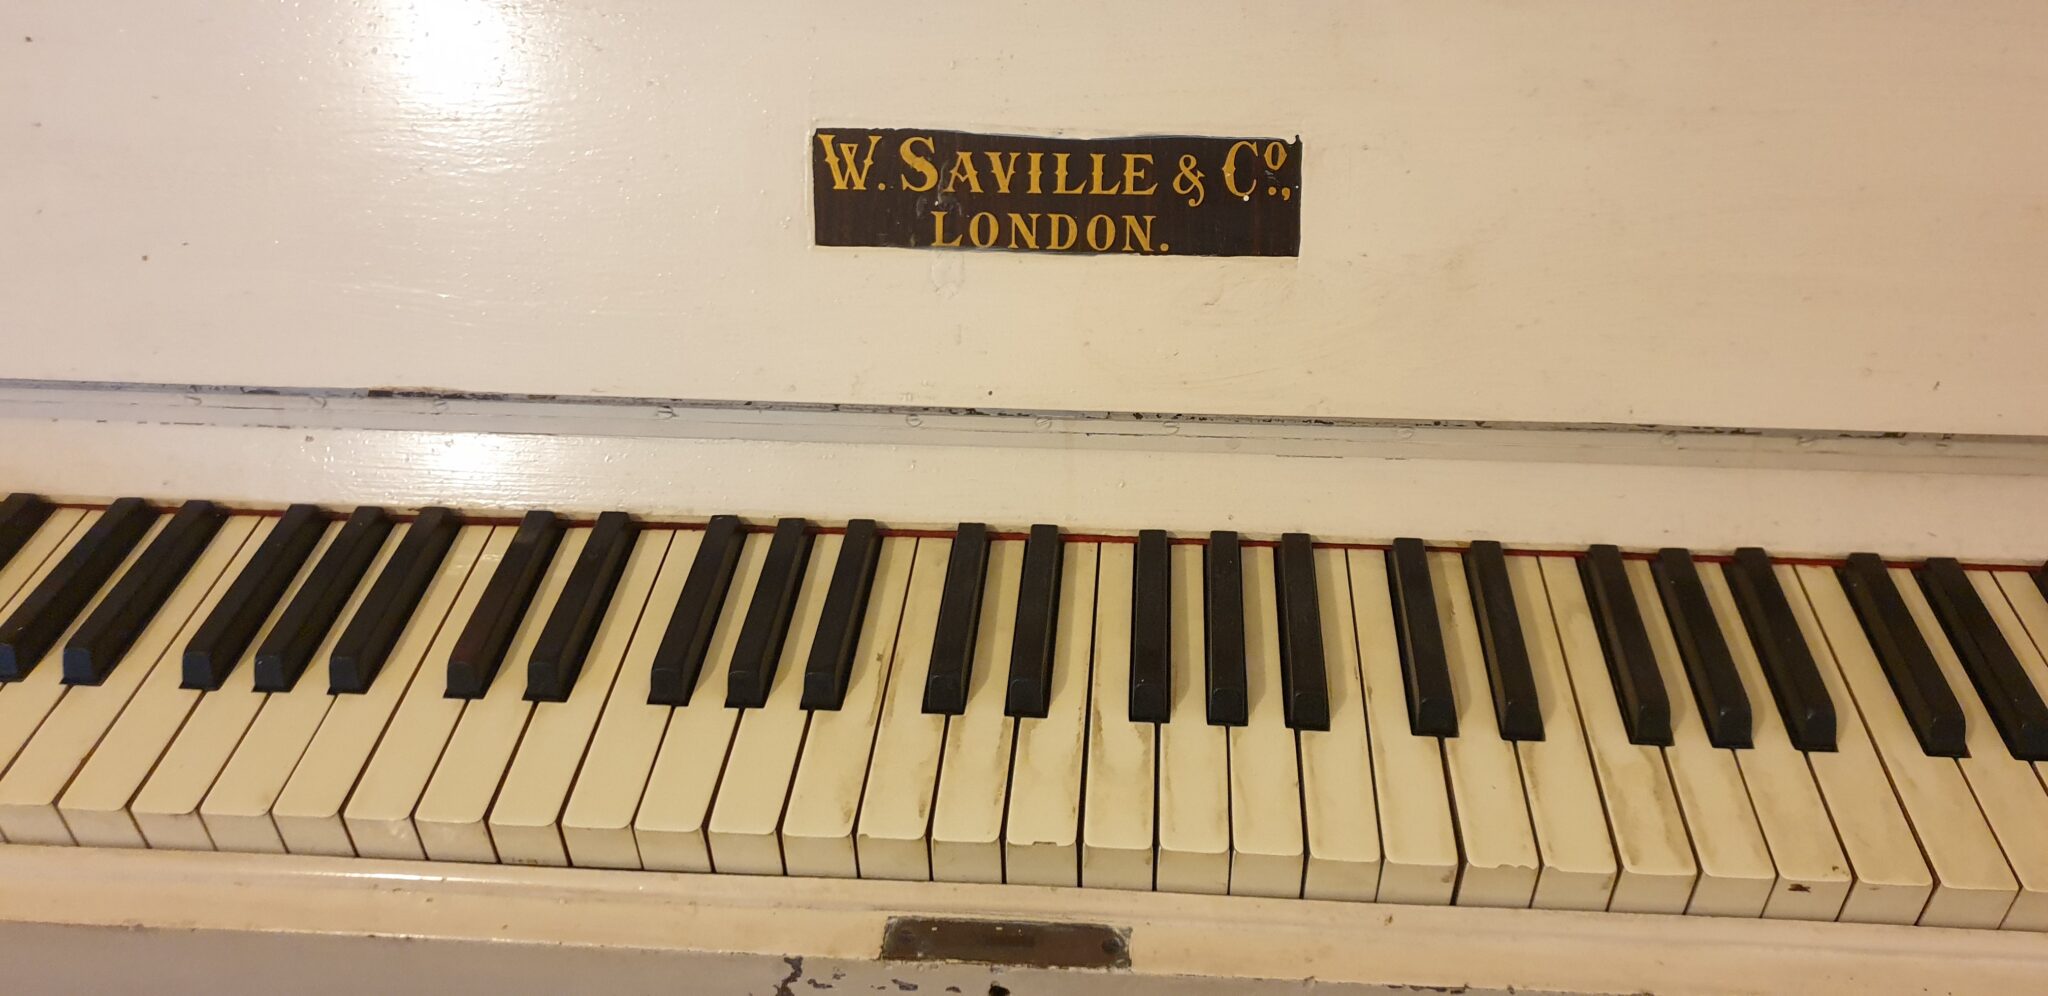 W. SAVILLE & Co.,
LONDON.